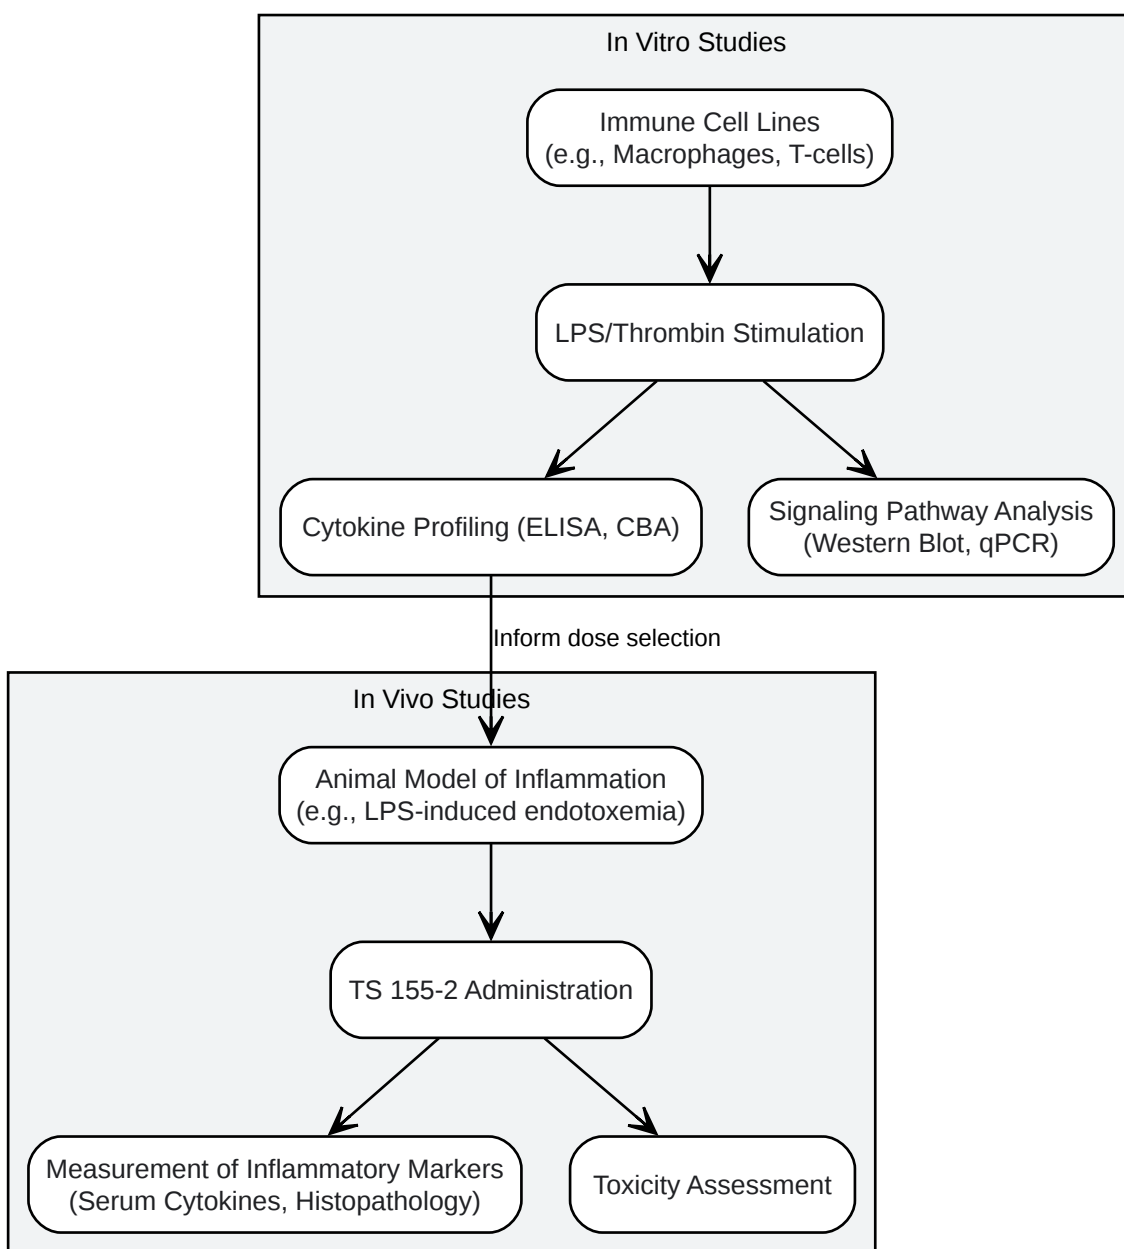 In Vitro Studies
Immune Cell Lines
(e.g., Macrophages, T-cells)
LPS/Thrombin Stimulation
Cytokine Profiling (ELISA, CBA)
Signaling Pathway Analysis
(Western Blot, qPCR)
Inform dose selection
In Vivo Studies
Animal Model of Inflammation
(e.g., LPS-induced endotoxemia)
TS 155-2 Administration
Measurement of Inflammatory Markers
(Serum Cytokines, Histopathology)
Toxicity Assessment